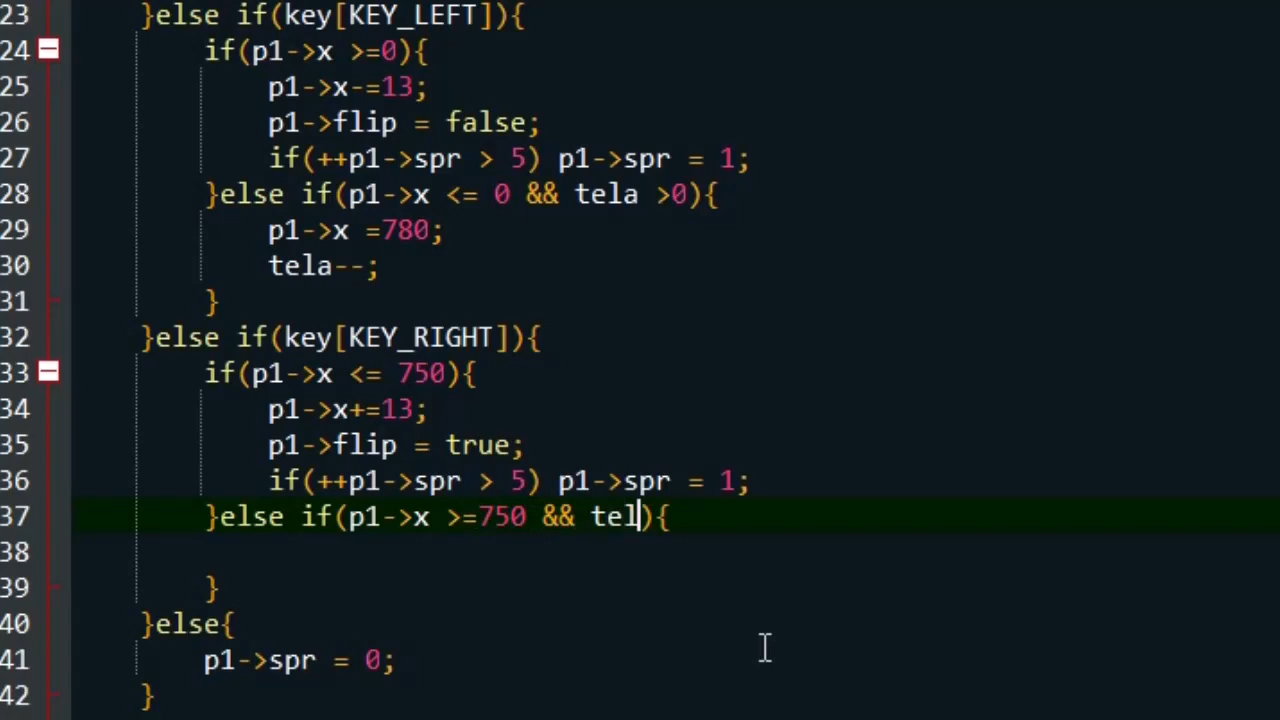 23 }else if(key[KEY_LEFT]){
24 if(p1->x >=0){
25 p1->x-=13;
26 p1->flip = false;
27 if(++p1->spr > 5) p1->spr = 1;
28 }else if(p1->x <= 0 && tela >0){
29 p1->x =780;
30 tela--;
31 }
32 }else if(key[KEY_RIGHT]){
33 if(p1->x <= 750){
34 p1->x+=13;
35 p1->flip = true;
36 if(++p1->spr > 5) p1->spr = 1;
37 }else if(p1->x >=750 && tel){
38
39 }
40 }else{
41 p1->spr = 0;
42 }